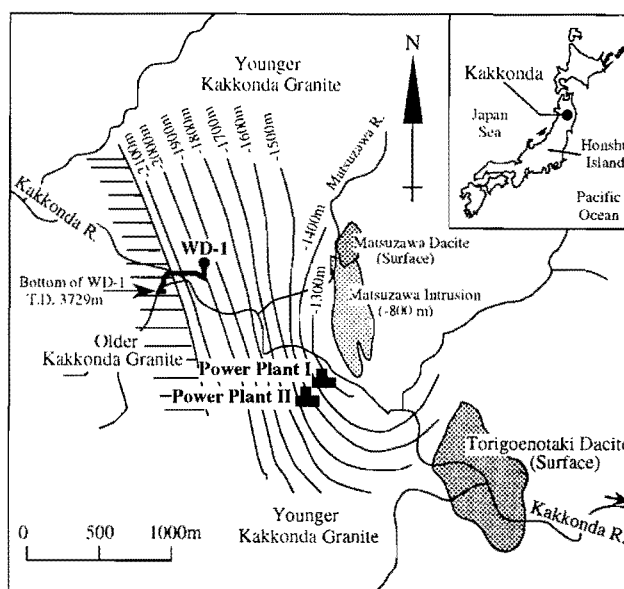 Younger
Kakkonda Granite
N
Kakkonda
Japan
Sea
Honshu
Island
Pacific
Ocean
-2100m
-2000m
-1900m
-1800m
-1700m
-1600m
-1500m
Matsuzawa R.
Kakkonda R.
-1400m
Matsuzawa Dacite
(Surface)
WD-1
Bottom of WD-1
T.D. 3729m
-1300m
Matsuzawa Intrusion
(-800 m)
Older
Kakkonda Granite
Power Plant I
Power Plant II
Torigoenotaki Dacite
(Surface)
Kakkonda R.
0 500 1000m
Younger
Kakkonda Granite